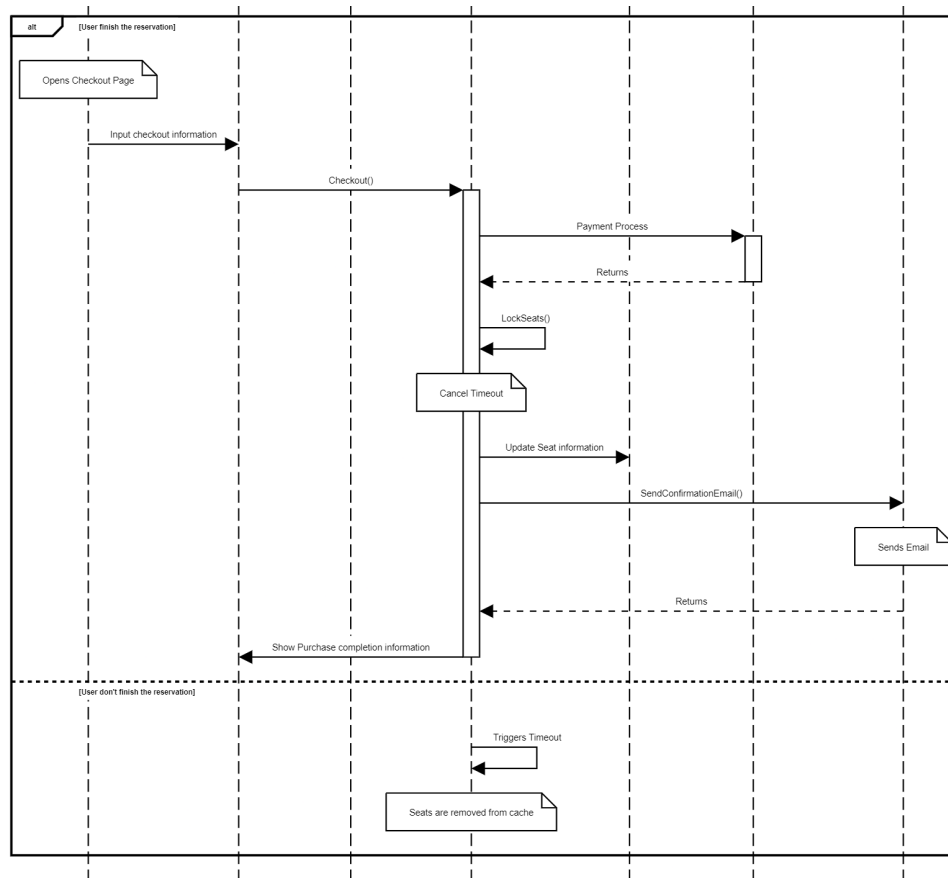 alt
[User finish the reservation]
Opens Checkout Page
Input checkout information
Checkout()
Payment Process
Returns
LockSeats()
Cancel Timeout
Update Seat information
SendConfirmationEmail()
Sends Email
Returns
Show Purchase completion information
[User don't finish the reservation]
Triggers Timeout
Seats are removed from cache